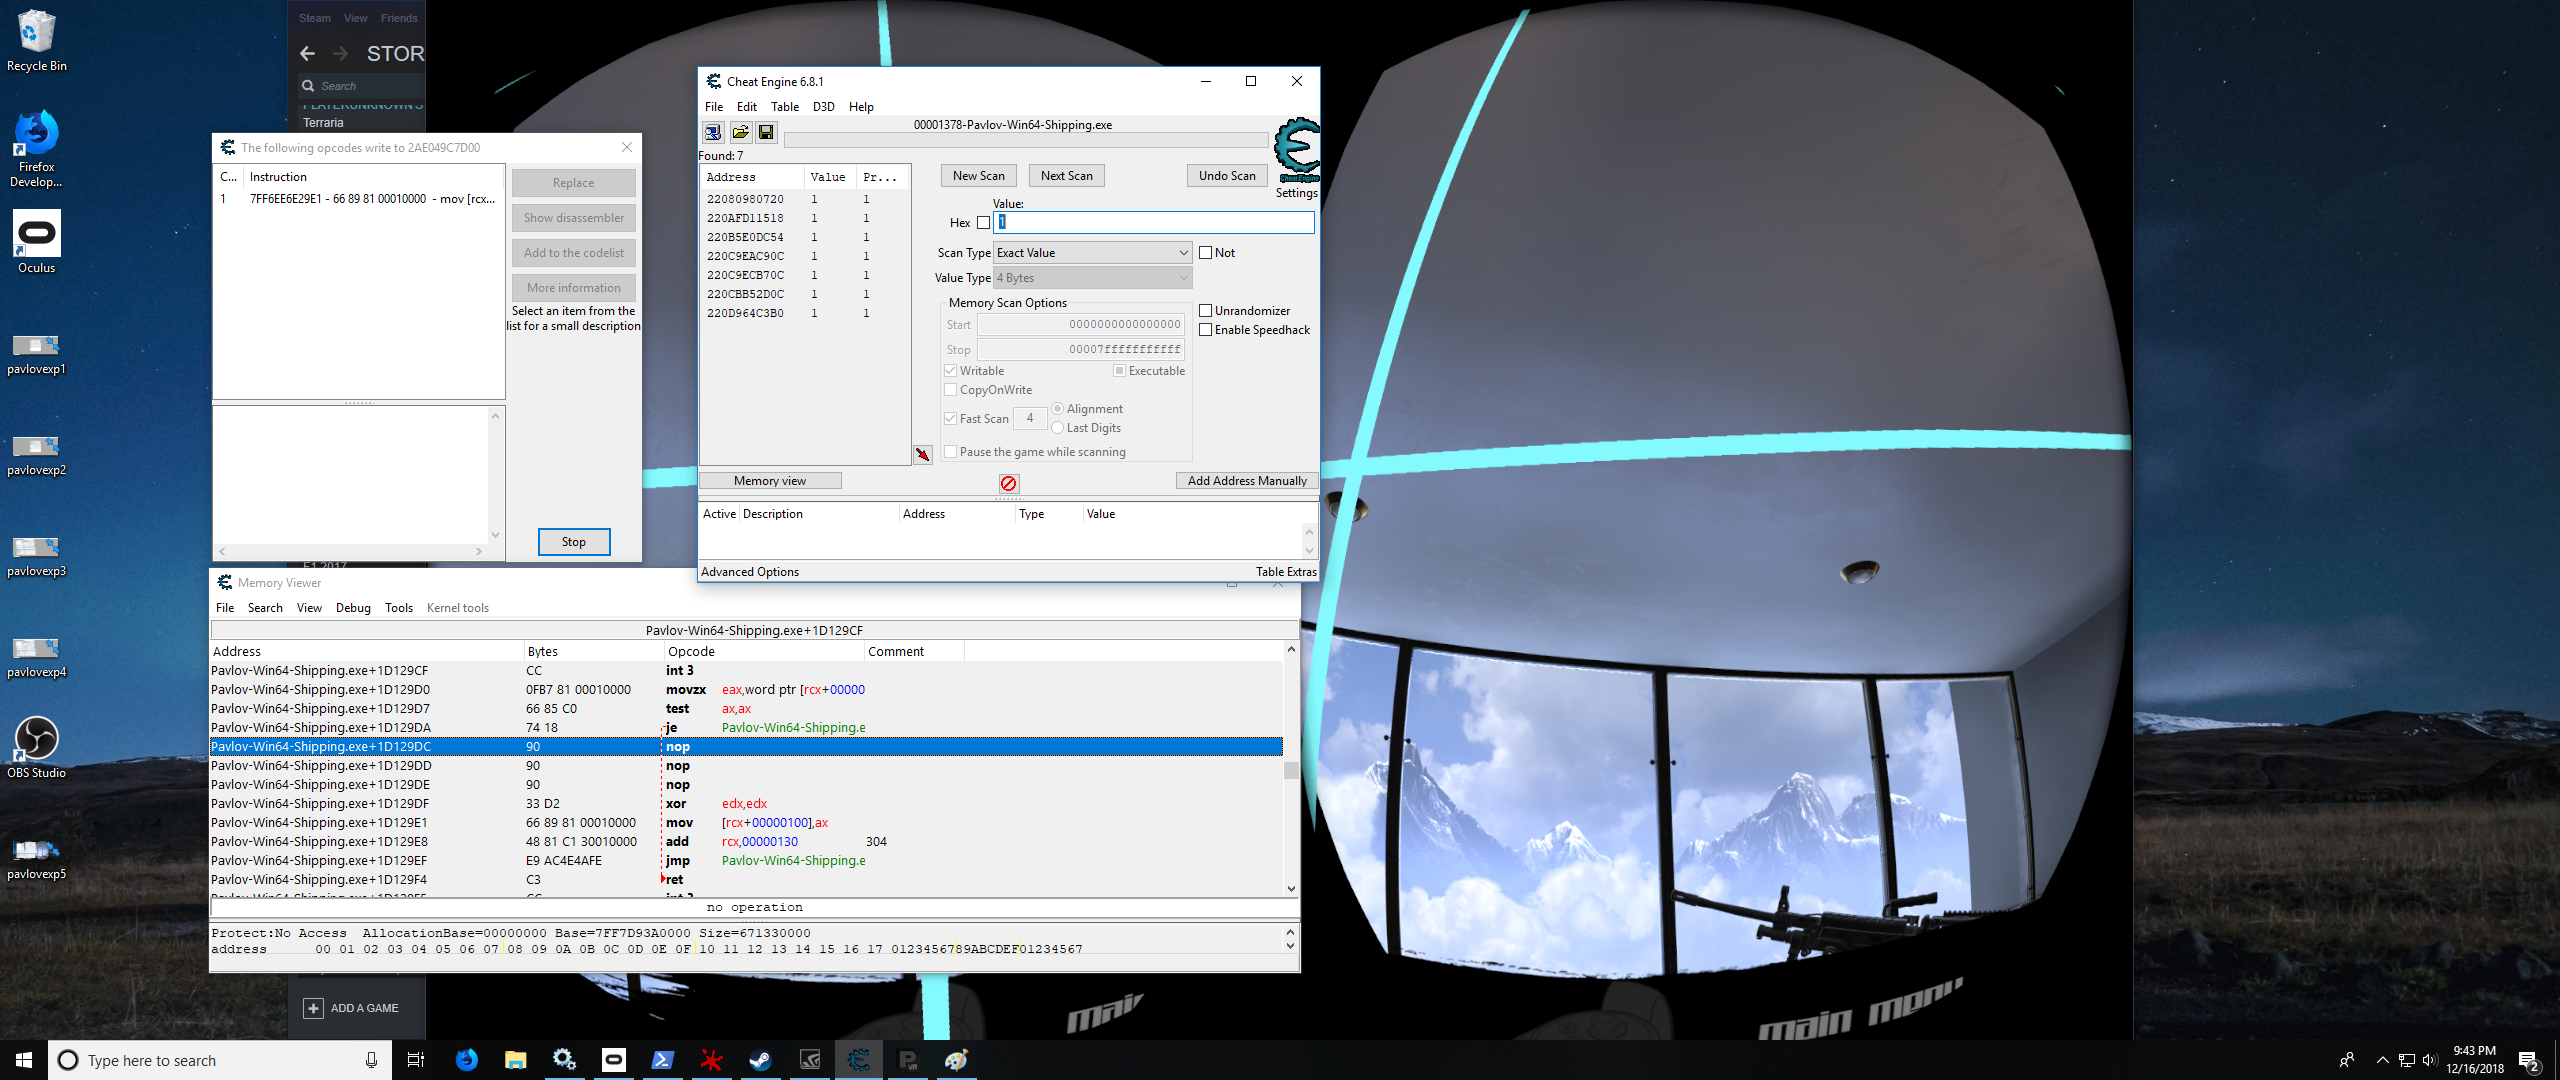 Recycle Bin
Firefox
Develop...
Oculus
pavlovexp1
pavlovexp2
pavlovexp3
pavlovexp4
OBS Studio
pavlovexp5
Steam View Friends
STOR
Search
PLAYERUNKNOWN'S
Terraria
F1 2017
ADD A GAME
The following opcodes write to 2AE049C7D00
C... Instruction
1 7FF6EE6E29E1 - 66 89 81 00010000 - mov [rcx...
Replace
Show disassembler
Add to the codelist
More information
Select an item from the
list for a small description
Stop
Cheat Engine 6.8.1
File Edit Table D3D Help
00001378-Pavlov-Win64-Shipping.exe
Found: 7
Address Value Pr...
22080980720 1 1
220AFD11518 1 1
220B5E0DC54 1 1
220C9EAC90C 1 1
220C9ECB70C 1 1
220CBB52D0C 1 1
220D964C3B0 1 1
New Scan Next Scan Undo Scan
Cheat Engine
Settings
Value:
Hex 1
Scan Type Exact Value Not
Value Type 4 Bytes
Memory Scan Options
Start 0000000000000000
Stop 00007fffffffffff
Writable Executable
CopyOnWrite
Fast Scan 4 Alignment
Last Digits
Pause the game while scanning
Unrandomizer
Enable Speedhack
Memory view Add Address Manually
Active Description Address Type Value
Advanced Options Table Extras
Memory Viewer
File Search View Debug Tools Kernel tools
Pavlov-Win64-Shipping.exe+1D129CF
Address Bytes Opcode Comment
Pavlov-Win64-Shipping.exe+1D129CF CC int 3
Pavlov-Win64-Shipping.exe+1D129D0 0FB7 81 00010000 movzx eax,word ptr [rcx+00000
Pavlov-Win64-Shipping.exe+1D129D7 66 85 C0 test ax,ax
Pavlov-Win64-Shipping.exe+1D129DA 74 18 je Pavlov-Win64-Shipping.e
Pavlov-Win64-Shipping.exe+1D129DC 90 nop
Pavlov-Win64-Shipping.exe+1D129DD 90 nop
Pavlov-Win64-Shipping.exe+1D129DE 90 nop
Pavlov-Win64-Shipping.exe+1D129DF 33 D2 xor edx,edx
Pavlov-Win64-Shipping.exe+1D129E1 66 89 81 00010000 mov [rcx+00000100],ax
Pavlov-Win64-Shipping.exe+1D129E8 48 81 C1 30010000 add rcx,00000130 304
Pavlov-Win64-Shipping.exe+1D129EF E9 AC4E4AFE jmp Pavlov-Win64-Shipping.e
Pavlov-Win64-Shipping.exe+1D129F4 C3 ret
Pavlov-Win64-Shipping.exe+1D129F5 CC int 3
no operation
Protect:No Access AllocationBase=00000000 Base=7FF7D93A0000 Size=671330000
address 00 01 02 03 04 05 06 07 08 09 0A 0B 0C 0D 0E 0F 10 11 12 13 14 15 16 17 0123456789ABCDEF01234567
main
main menu
Type here to search
9:43 PM
12/16/2018
2